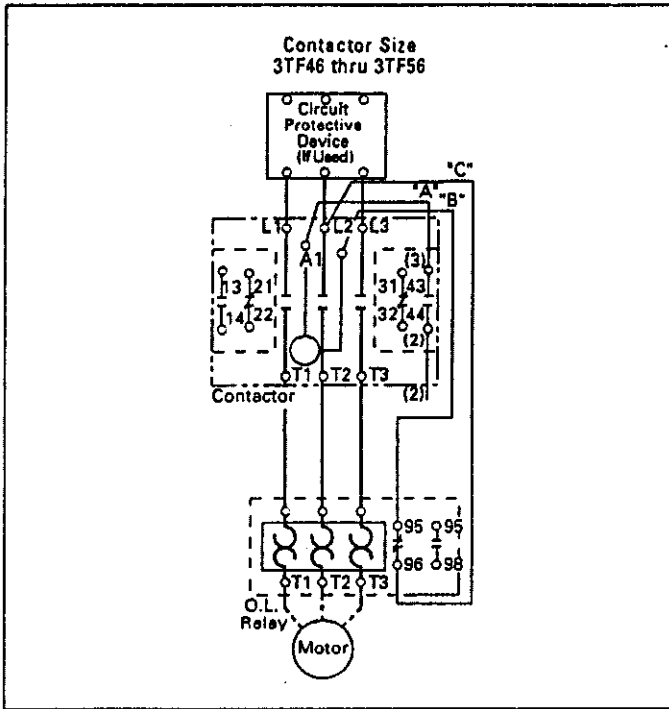 Contactor Size
3TF46 thru 3TF56
Circuit
Protective
Device
(If Used)
"C"
"A"
"B"
L1
L2
L3
A1
(3)
13
21
31
43
14
22
32
44
(2)
T1
T2
T3
(2)
Contactor
95
95
96
98
T1
T2
T3
O.L.
Relay
Motor